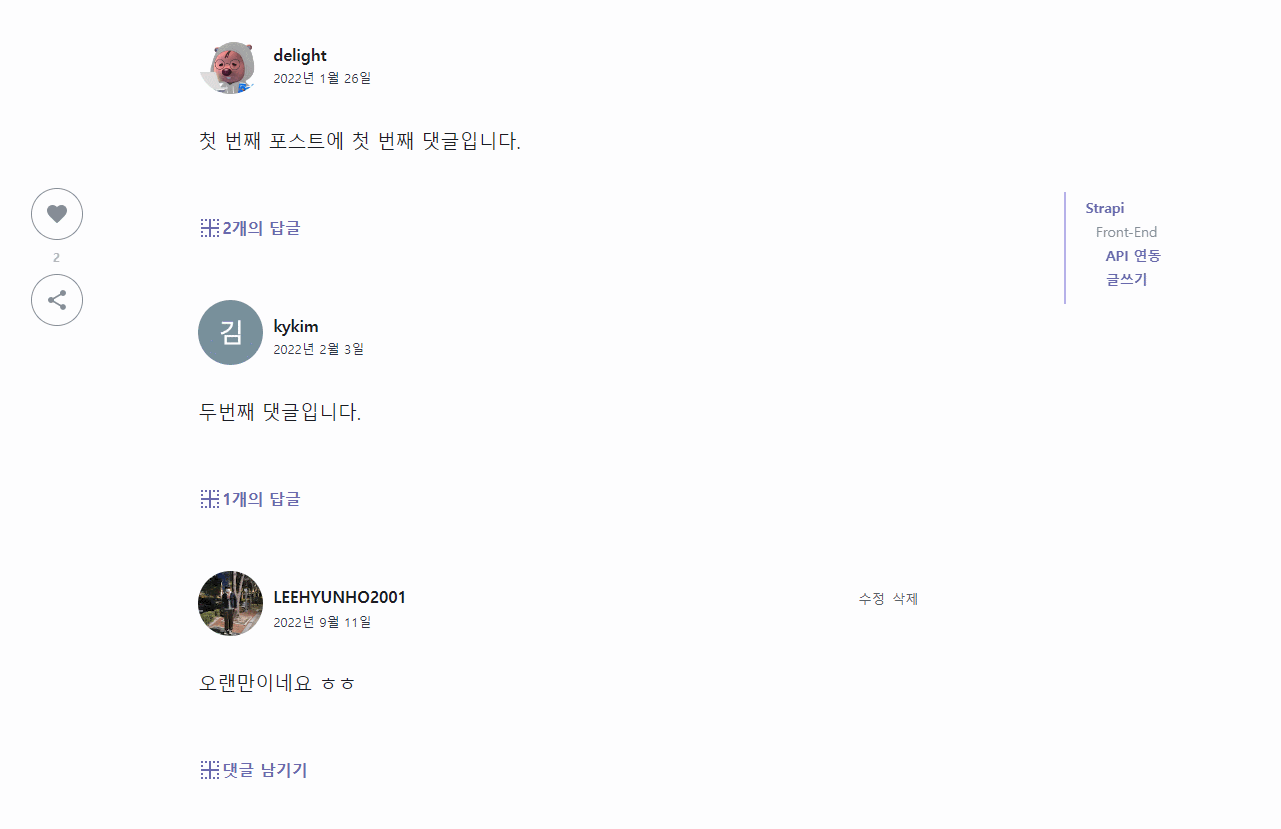 delight
2022년 1월 26일
첫 번째 포스트에 첫 번째 댓글입니다.
2개의 답글
2
Strapi
Front-End
API 연동
글쓰기
김
kykim
2022년 2월 3일
두번째 댓글입니다.
1개의 답글
LEEHYUNHO2001
2022년 9월 11일
수정 삭제
오랜만이네요 ㅎㅎ
댓글 남기기